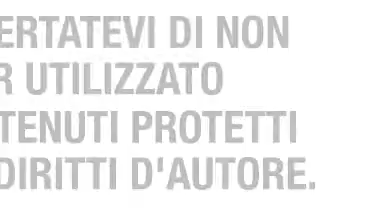 ERTATEVI DI NON
R UTILIZZATO
TENUTI PROTETTI
DIRITTI D'AUTORE.